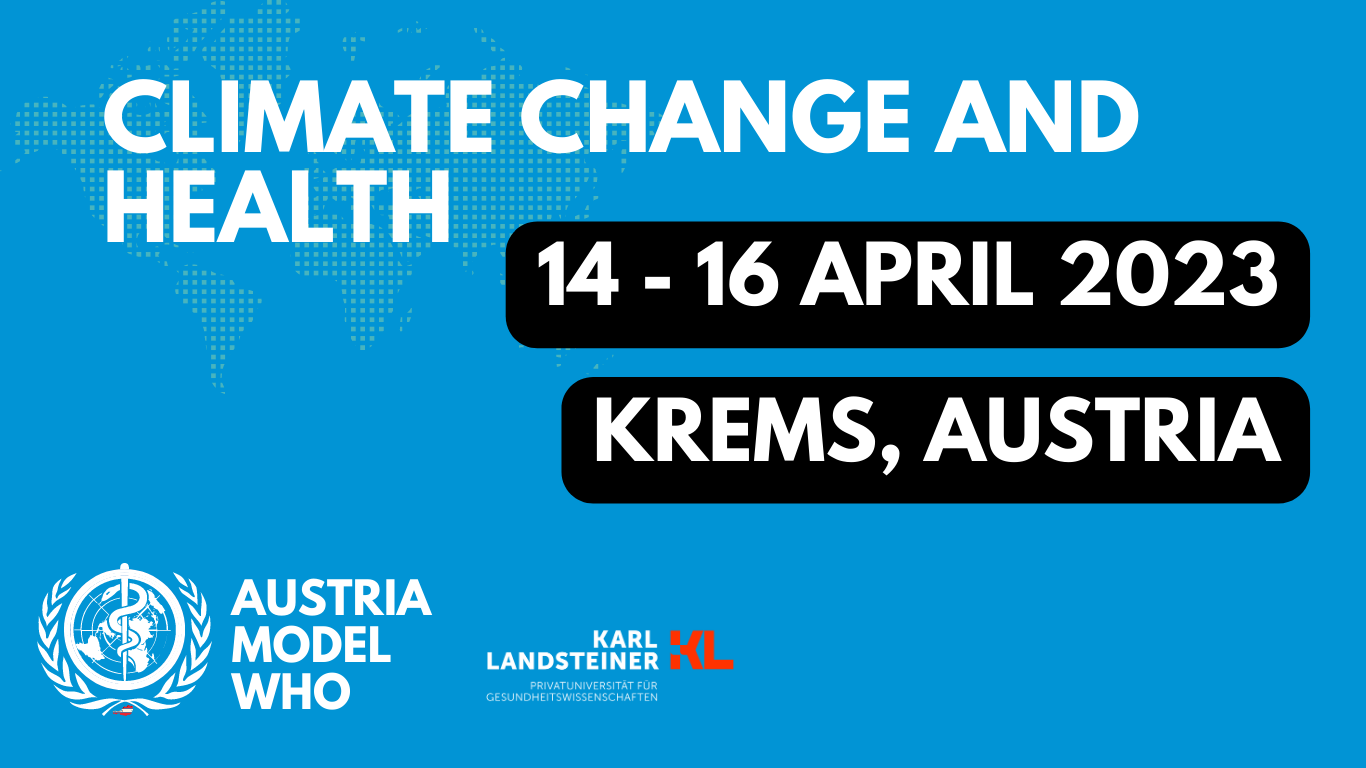 CLIMATE CHANGE AND
HEALTH
14 - 16 APRIL 2023
KREMS, AUSTRIA
AUSTRIA
MODEL
WHO
KARL
LANDSTEINER
KL
PRIVATUNIVERSITÄT FÜR
GESUNDHEITSWISSENSCHAFTEN